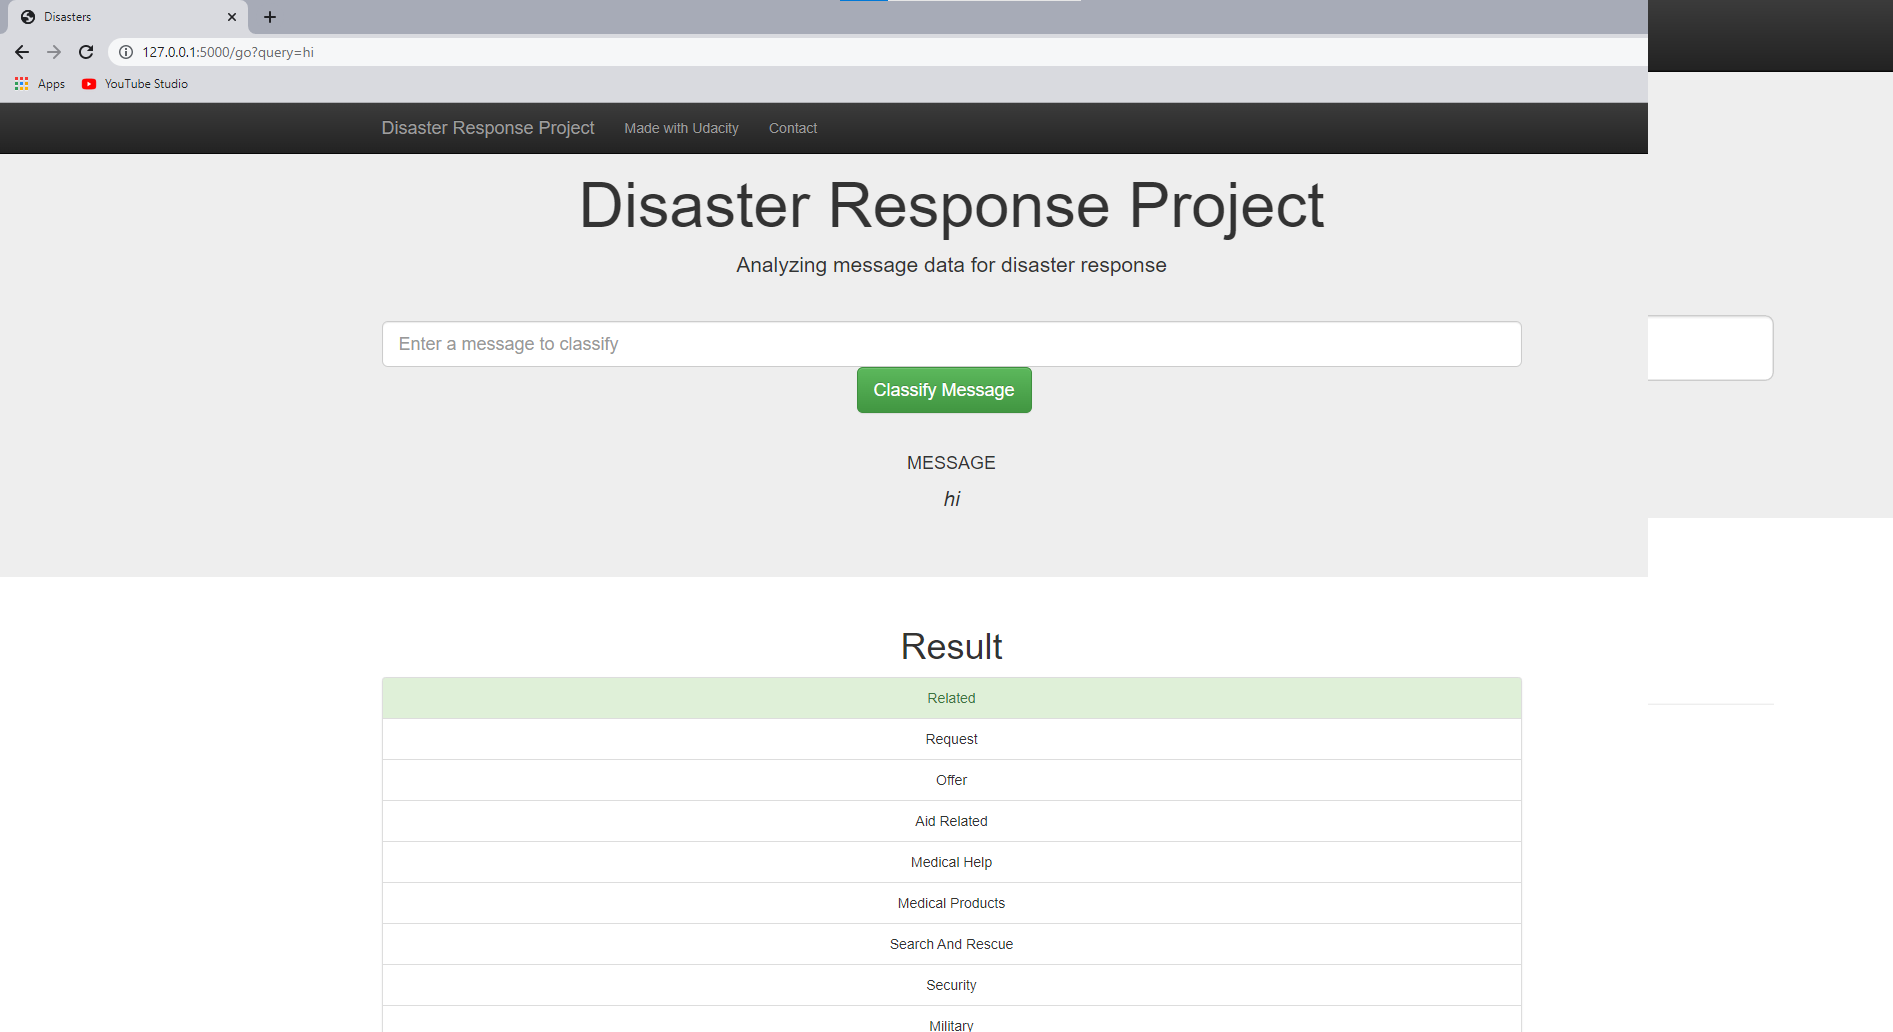 Disasters
127.0.0.1:5000/go?query=hi
Apps YouTube Studio
Disaster Response Project Made with Udacity Contact
Disaster Response Project
Analyzing message data for disaster response
Enter a message to classify
Classify Message
MESSAGE
hi
Result
Related
Request
Offer
Aid Related
Medical Help
Medical Products
Search And Rescue
Security
Military